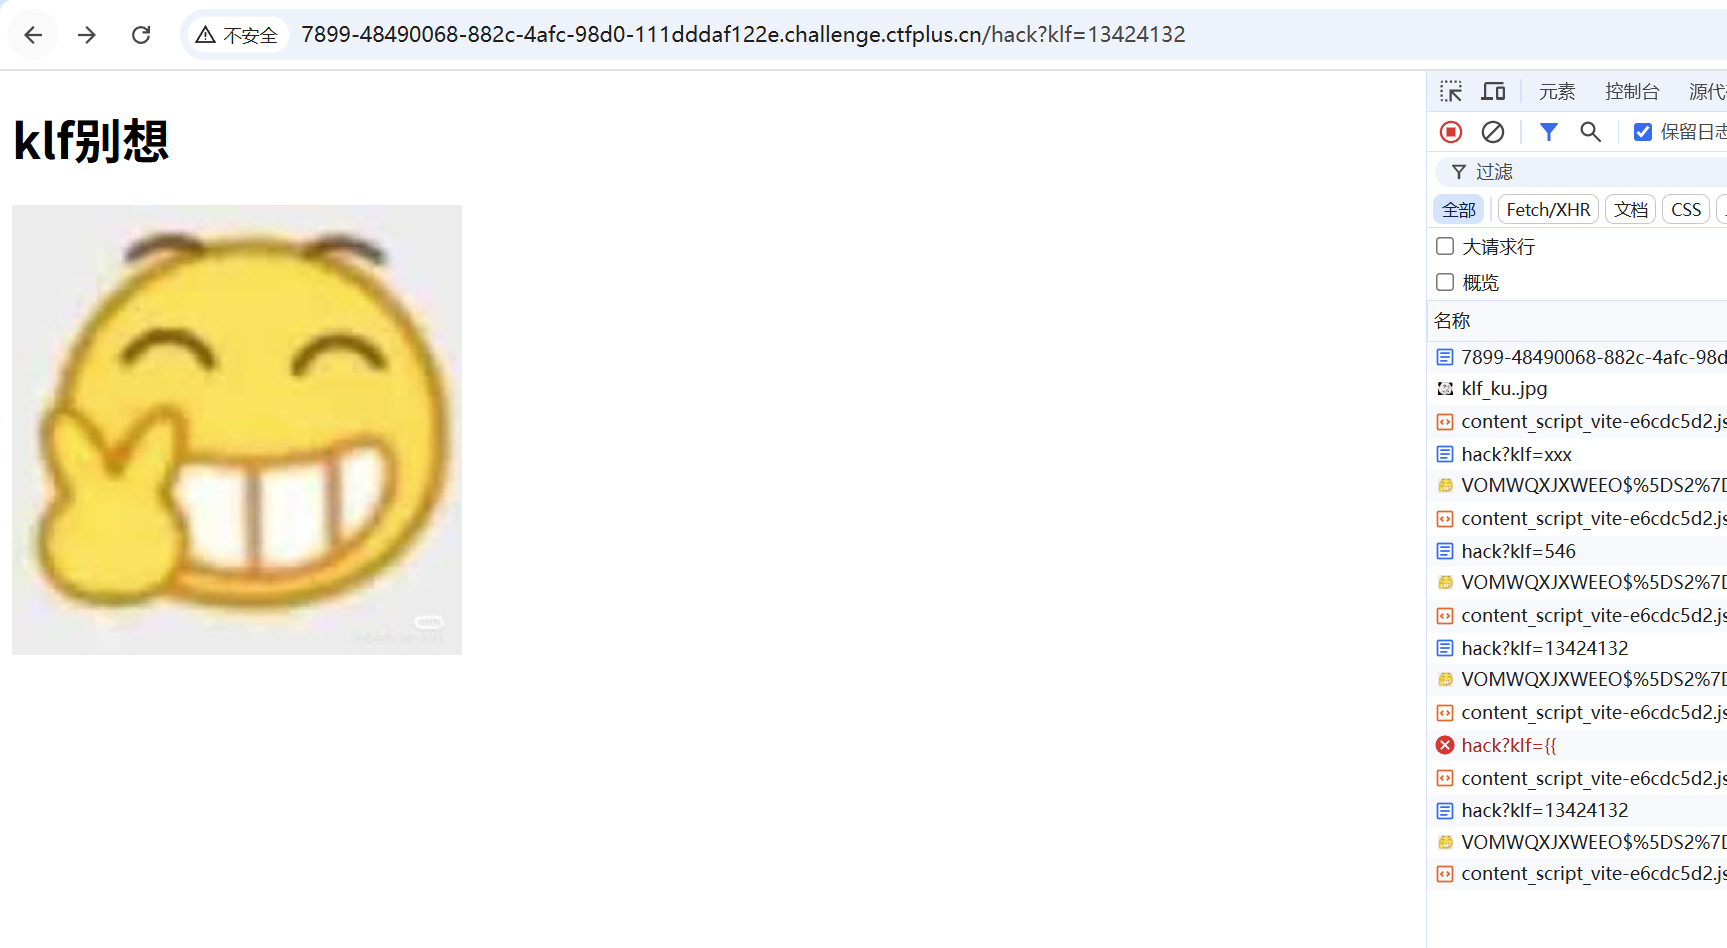 不安全 7899-48490068-882c-4afc-98d0-111dddaf122e.challenge.ctfplus.cn/hack?klf=13424132
klf别想
元素 控制台 源代
保留日志
过滤
全部 Fetch/XHR 文档 CSS
大请求行
概览
名称
7899-48490068-882c-4afc-98d
klf_ku..jpg
content_script_vite-e6cdc5d2.js
hack?klf=xxx
VOMWQXJXWEEO$%5DS2%7D
content_script_vite-e6cdc5d2.js
hack?klf=546
VOMWQXJXWEEO$%5DS2%7D
content_script_vite-e6cdc5d2.js
hack?klf=13424132
VOMWQXJXWEEO$%5DS2%7D
content_script_vite-e6cdc5d2.js
hack?klf={{
content_script_vite-e6cdc5d2.js
hack?klf=13424132
VOMWQXJXWEEO$%5DS2%7D
content_script_vite-e6cdc5d2.js